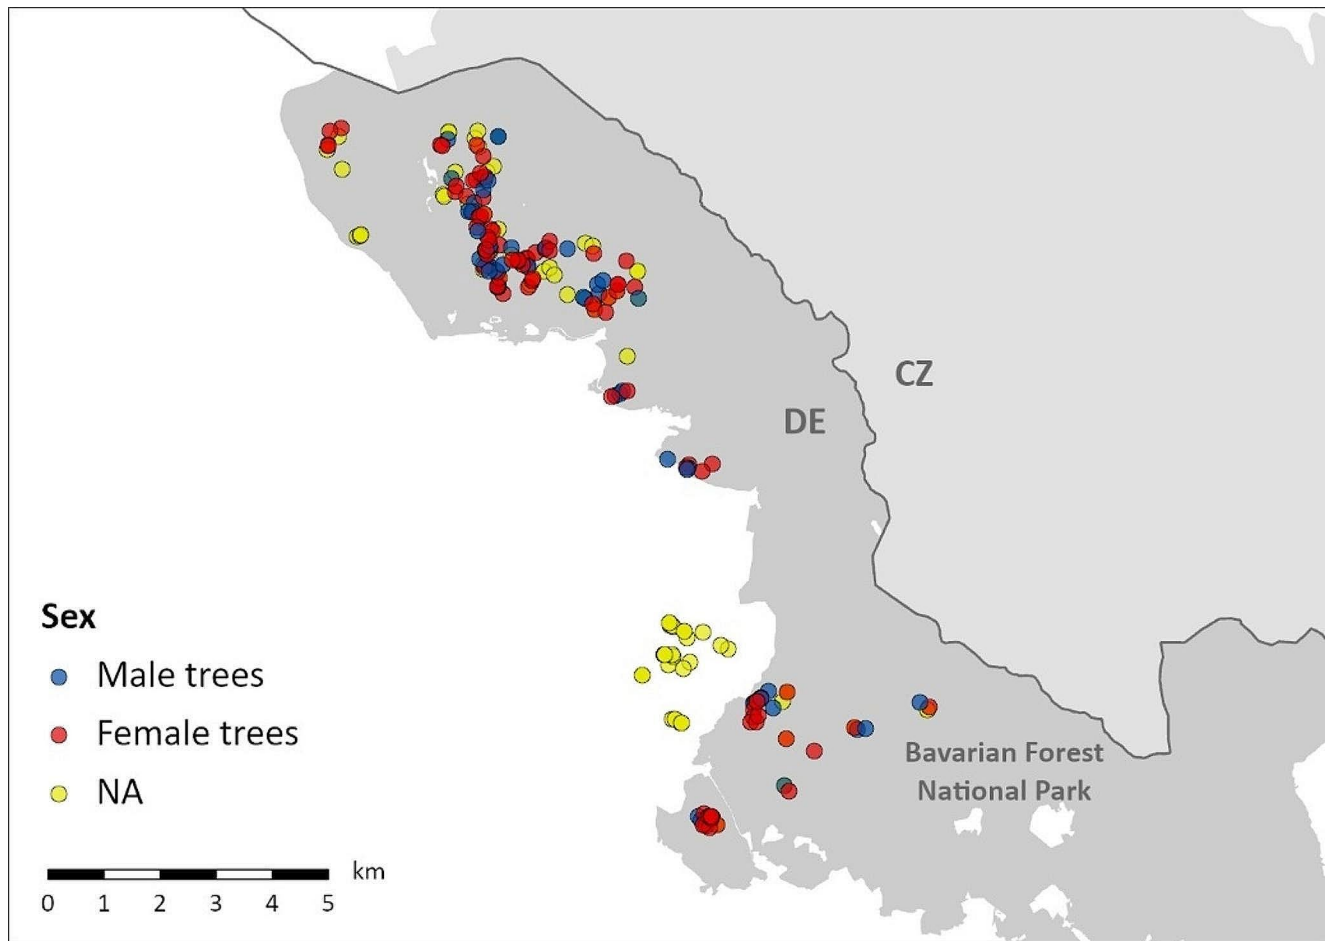 CZ
DE
Sex
Male trees
Female trees
NA
Bavarian Forest
National Park
km
0 1 2 3 4 5